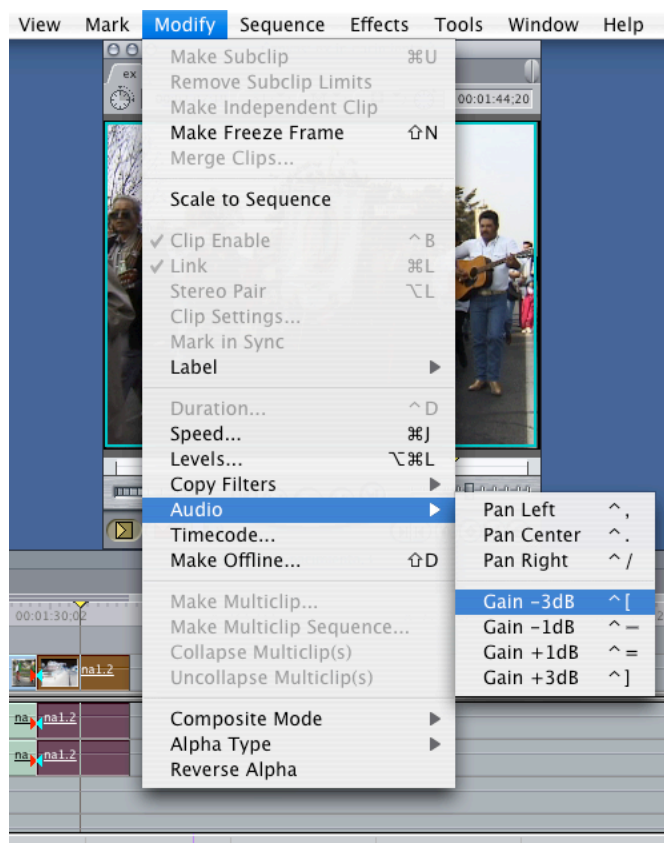 View Mark Modify Sequence Effects Tools Window Help
ex
00:01:44;20
Make Subclip ⌘U
Remove Subclip Limits
Make Independent Clip
Make Freeze Frame ⇧N
Merge Clips...
Scale to Sequence
✓ Clip Enable ^B
✓ Link ⌘L
Stereo Pair ⌥L
Clip Settings...
Mark in Sync
Label ▶
Duration... ^D
Speed... ⌘J
Levels... ⌥⌘L
Copy Filters ▶
Audio ▶
Timecode...
Make Offline... ⇧D
Make Multiclip...
Make Multiclip Sequence...
Collapse Multiclip(s)
Uncollapse Multiclip(s)
Composite Mode ▶
Alpha Type ▶
Reverse Alpha
Pan Left ^,
Pan Center ^.
Pan Right ^/
Gain -3dB ^[
Gain -1dB ^−
Gain +1dB ^=
Gain +3dB ^]
00:01:30;02
na1.2
na na1.2
na na1.2